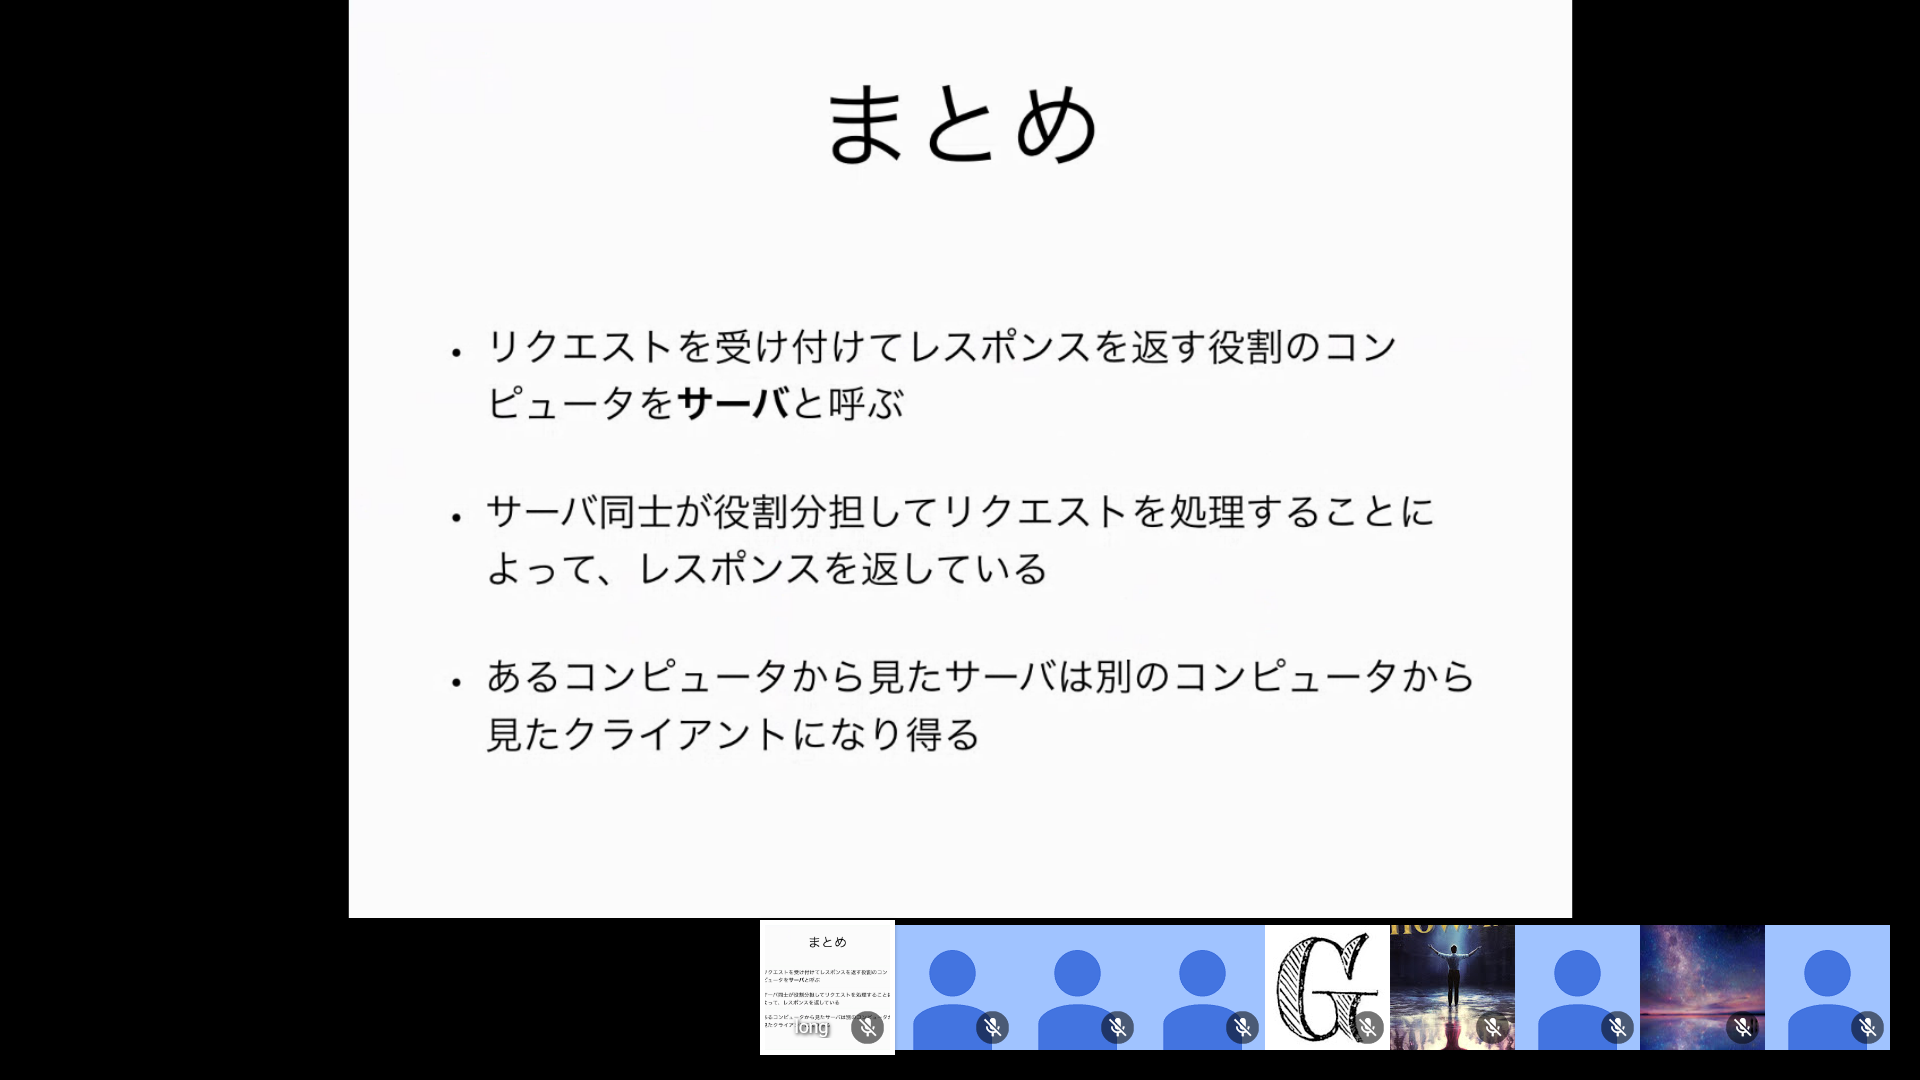 まとめ
• リクエストを受け付けてレスポンスを返す役割のコン
ピュータをサーバと呼ぶ
• サーバ同士が役割分担してリクエストを処理することに
よって、レスポンスを返している
• あるコンピュータから見たサーバは別のコンピュータから
見たクライアントになり得る
まとめ
long
G